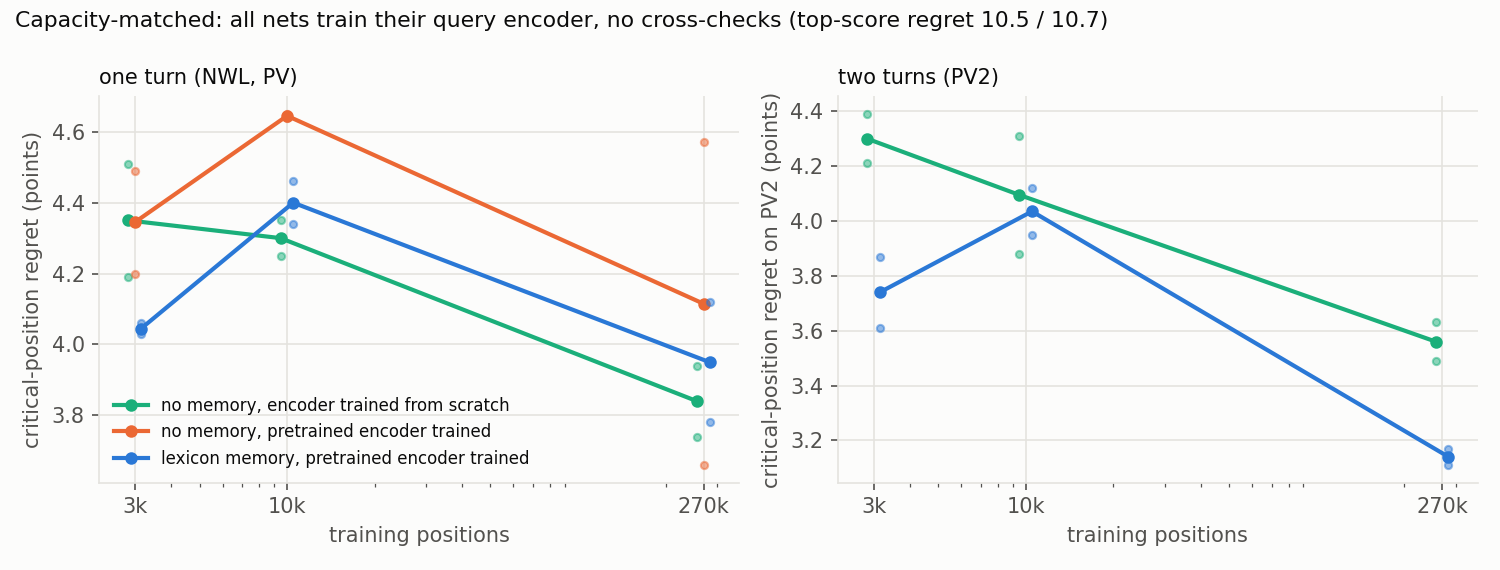 Capacity-matched: all nets train their query encoder, no cross-checks (top-score regret 10.5 / 10.7)
one turn (NWL, PV)
critical-position regret (points)
4.6
4.4
4.2
4.0
3.8
no memory, encoder trained from scratch
no memory, pretrained encoder trained
lexicon memory, pretrained encoder trained
3k
10k
270k
training positions
two turns (PV2)
critical-position regret on PV2 (points)
4.4
4.2
4.0
3.8
3.6
3.4
3.2
3k
10k
270k
training positions